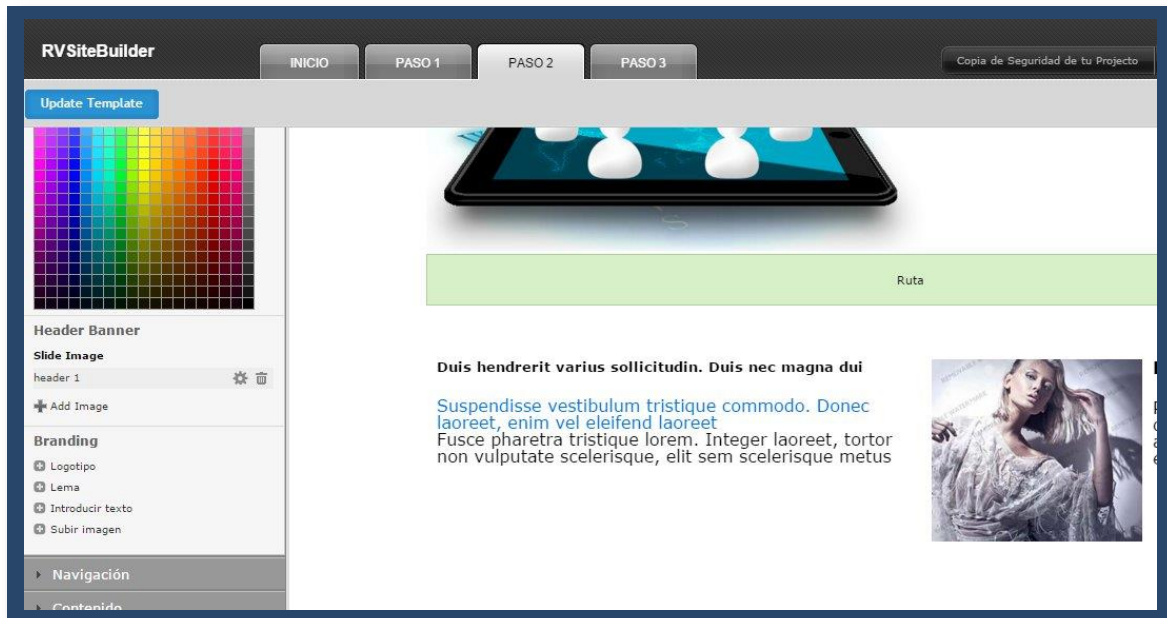 RVSiteBuilder
INICIO
PASO 1
PASO 2
PASO 3
Copia de Seguridad de tu Projecto
Update Template
Header Banner
Slide Image
header 1
Add Image
Branding
Logotipo
Lema
Introducir texto
Subir imagen
Navigación
Contenido
Ruta
Duis hendrerit varius sollicitudin. Duis nec magna dui
Suspendisse vestibulum tristique commodo. Donec
laoreet, enim vel eleifend laoreet
Fusce pharetra tristique lorem. Integer laoreet, tortor
non vulputate scelerisque, elit sem scelerisque metus